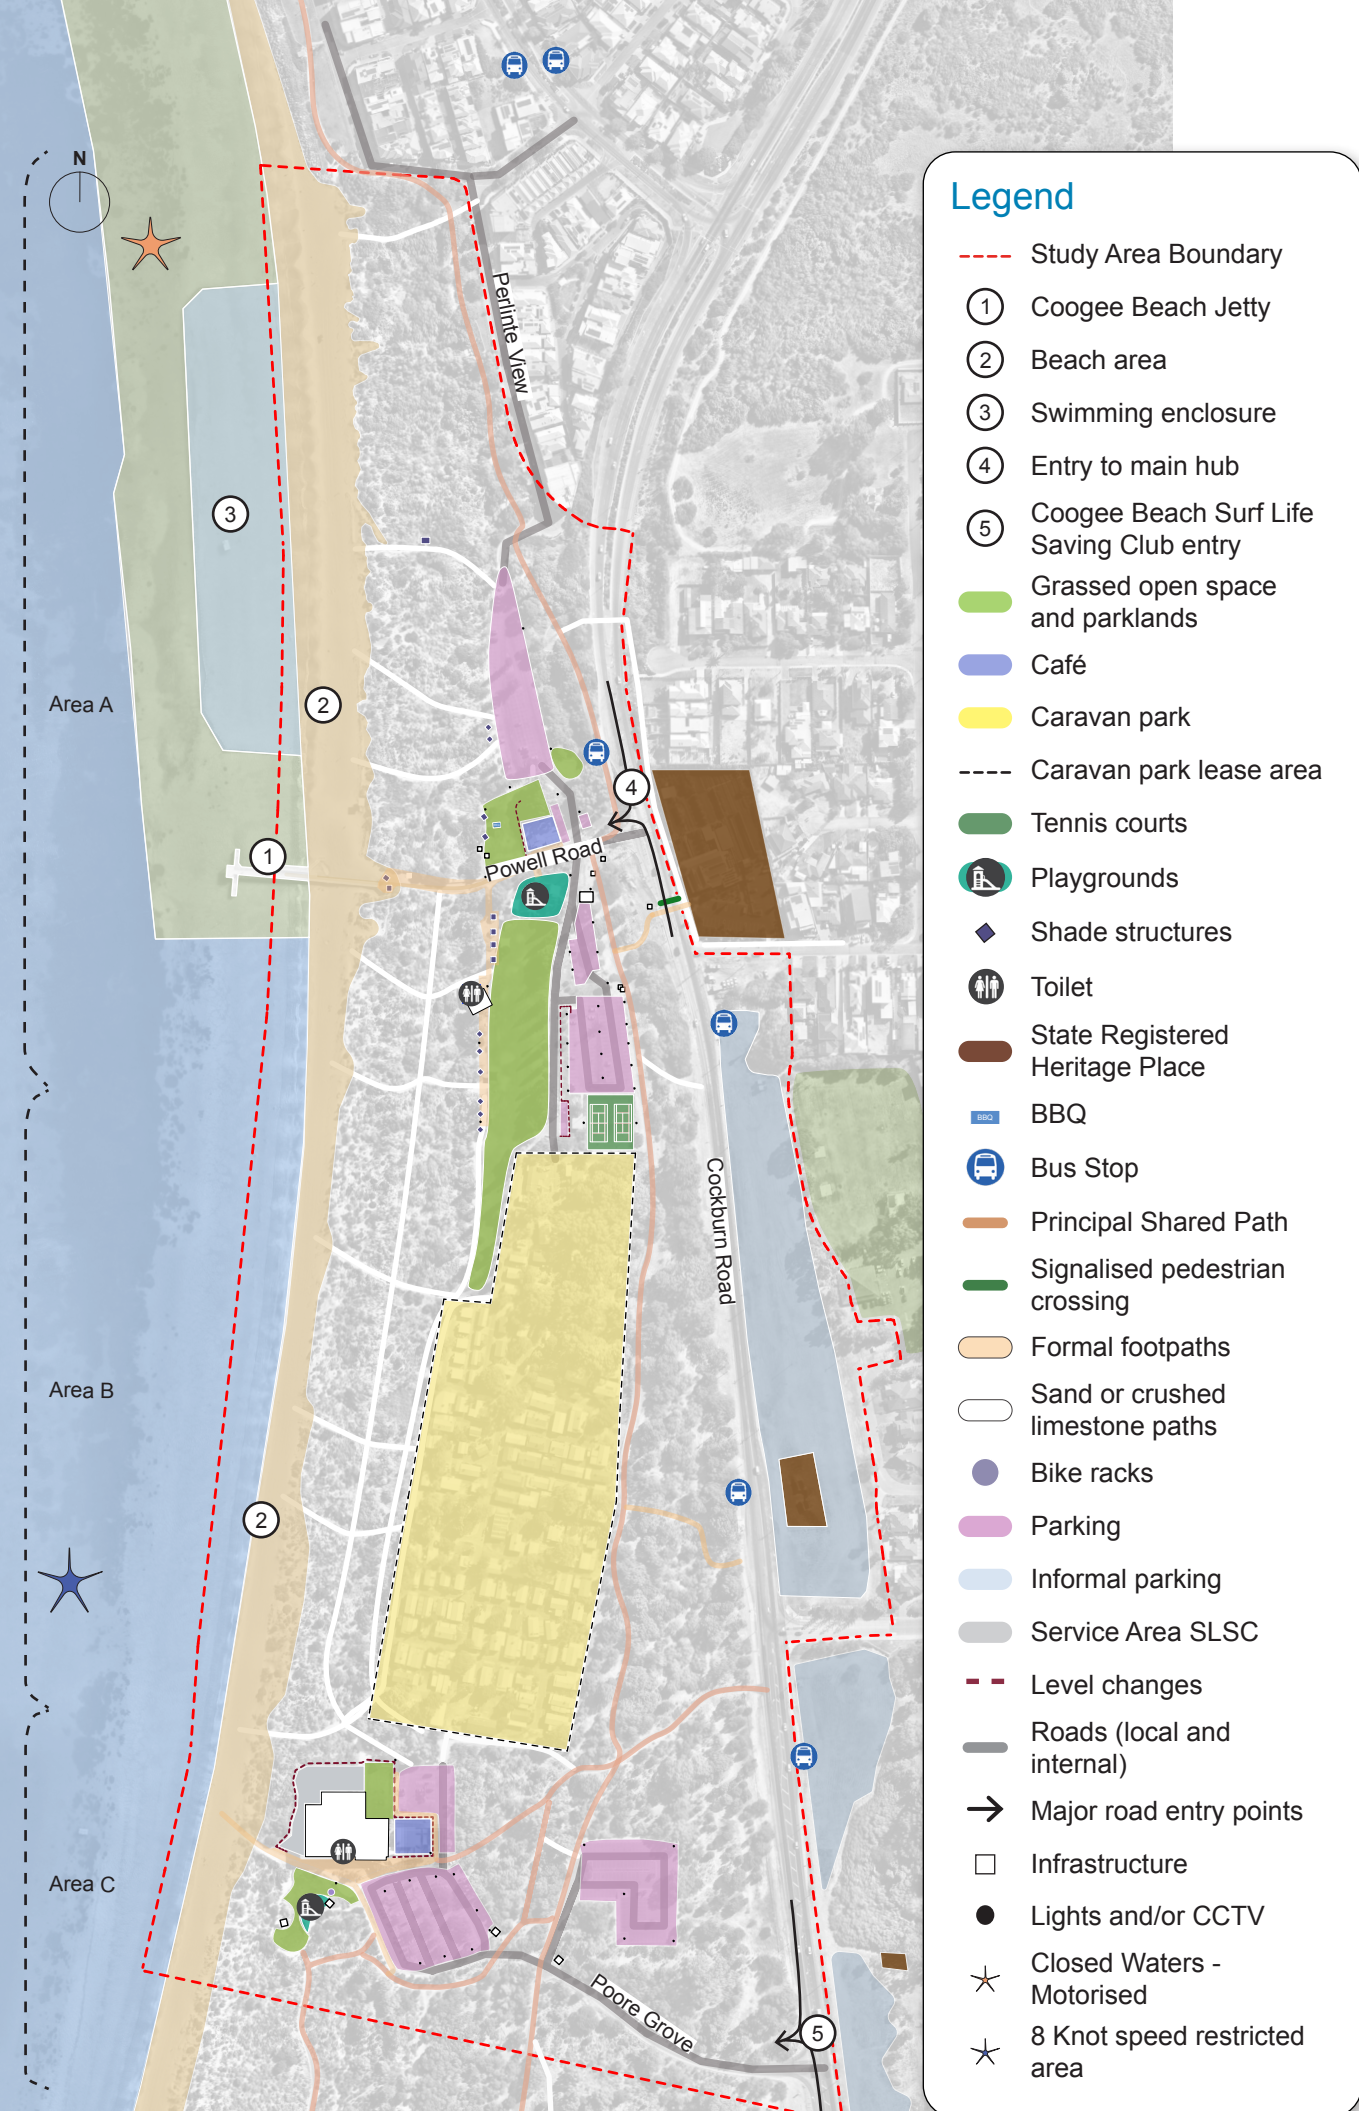 N
Perlinte View
3
Area A
2
4
1
Powell Road
Cockburn Road
Area B
2
Area C
Poore Grove
5
Legend
Study Area Boundary
1 Coogee Beach Jetty
2 Beach area
3 Swimming enclosure
4 Entry to main hub
5 Coogee Beach Surf Life
Saving Club entry
Grassed open space
and parklands
Café
Caravan park
Caravan park lease area
Tennis courts
Playgrounds
Shade structures
Toilet
State Registered
Heritage Place
BBQ BBQ
Bus Stop
Principal Shared Path
Signalised pedestrian
crossing
Formal footpaths
Sand or crushed
limestone paths
Bike racks
Parking
Informal parking
Service Area SLSC
Level changes
Roads (local and
internal)
Major road entry points
Infrastructure
Lights and/or CCTV
Closed Waters -
Motorised
8 Knot speed restricted
area